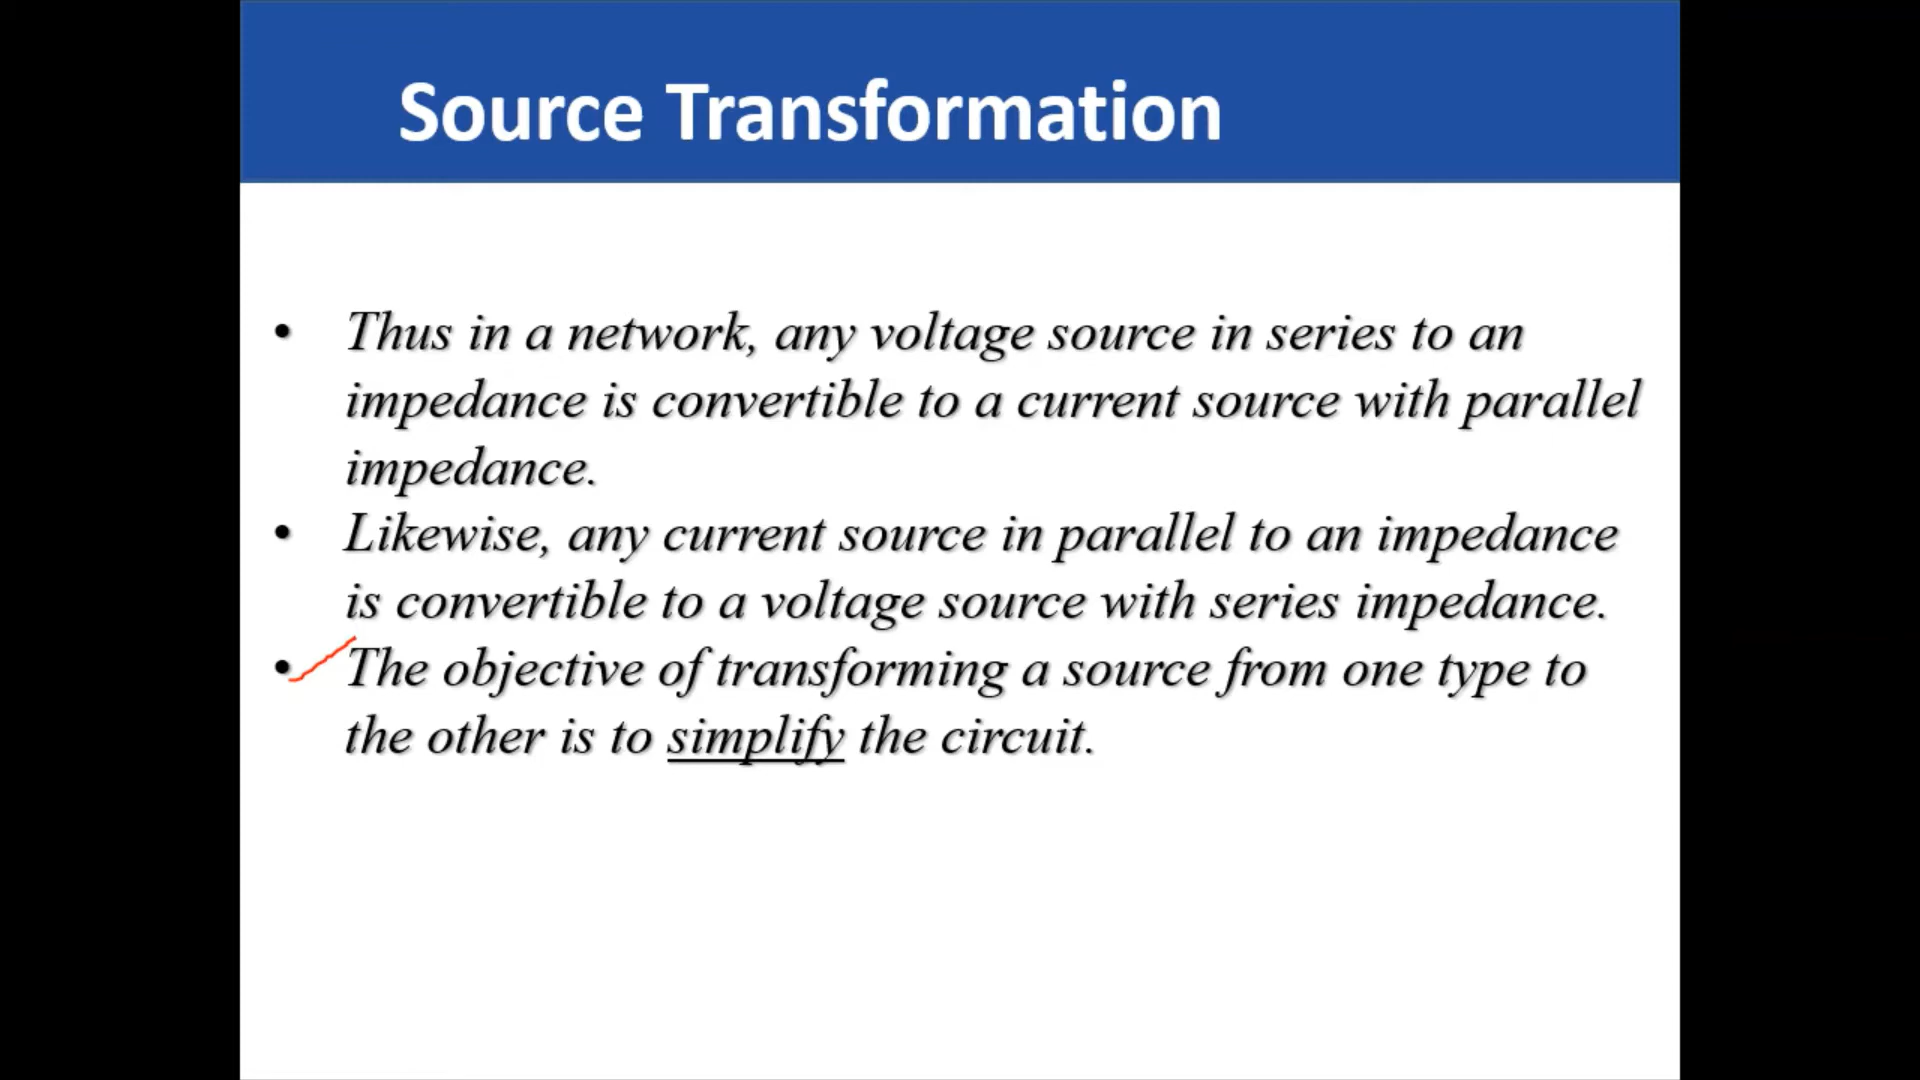 Source Transformation
• Thus in a network, any voltage source in series to an
impedance is convertible to a current source with parallel
impedance.
• Likewise, any current source in parallel to an impedance
is convertible to a voltage source with series impedance.
• The objective of transforming a source from one type to
the other is to simplify the circuit.